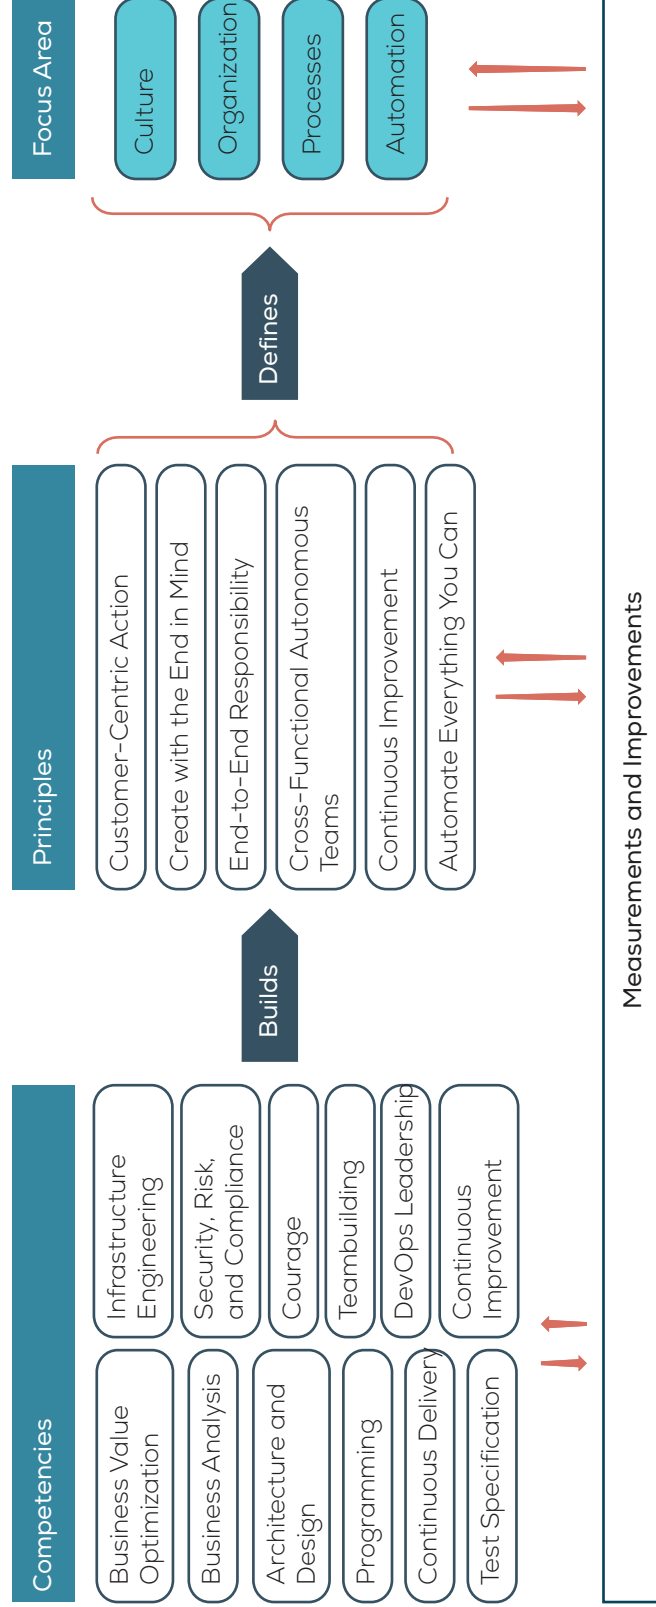 Competencies
Business Value
Optimization
Business Analysis
Architecture and
Design
Programming
Continuous Delivery
Test Specification
Infrastructure
Engineering
Security, Risk,
and Compliance
Courage
Teambuilding
DevOps Leadership
Continuous
Improvement
Builds
Principles
Customer-Centric Action
Create with the End in Mind
End-to-End Responsibility
Cross-Functional Autonomous
Teams
Continuous Improvement
Automate Everything You Can
Defines
Focus Area
Culture
Organization
Processes
Automation
Measurements and Improvements